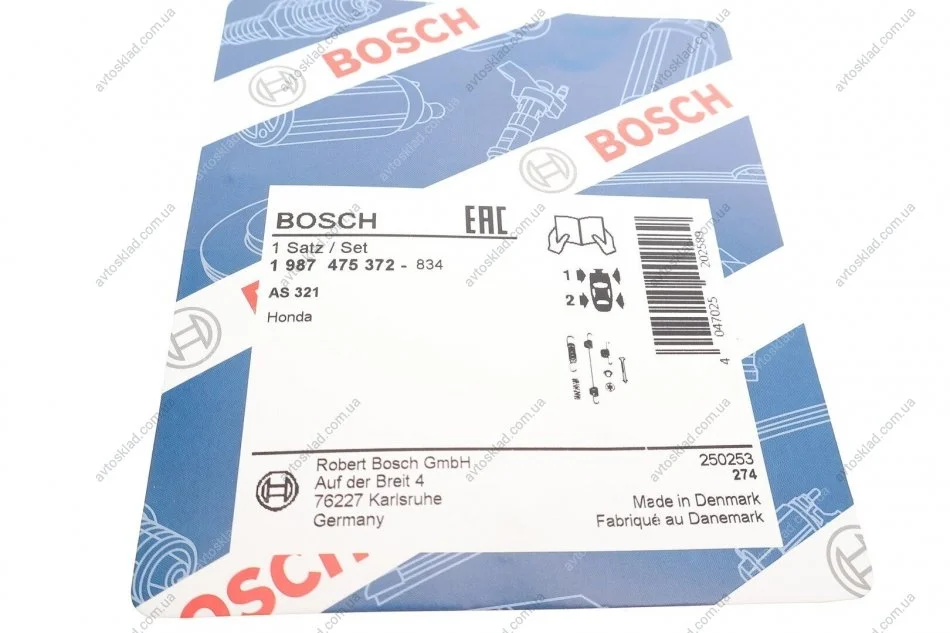 BOSCH
BOSCH
BOSCH EAC
1 Satz / Set
1 987 475 372 - 834
AS 321
Honda
1
2
4 047025 202589
Robert Bosch GmbH
Auf der Breit 4
76227 Karlsruhe
Germany
250253
274
Made in Denmark
Fabriqué au Danemark
BOSCH
avtosklad.com.ua